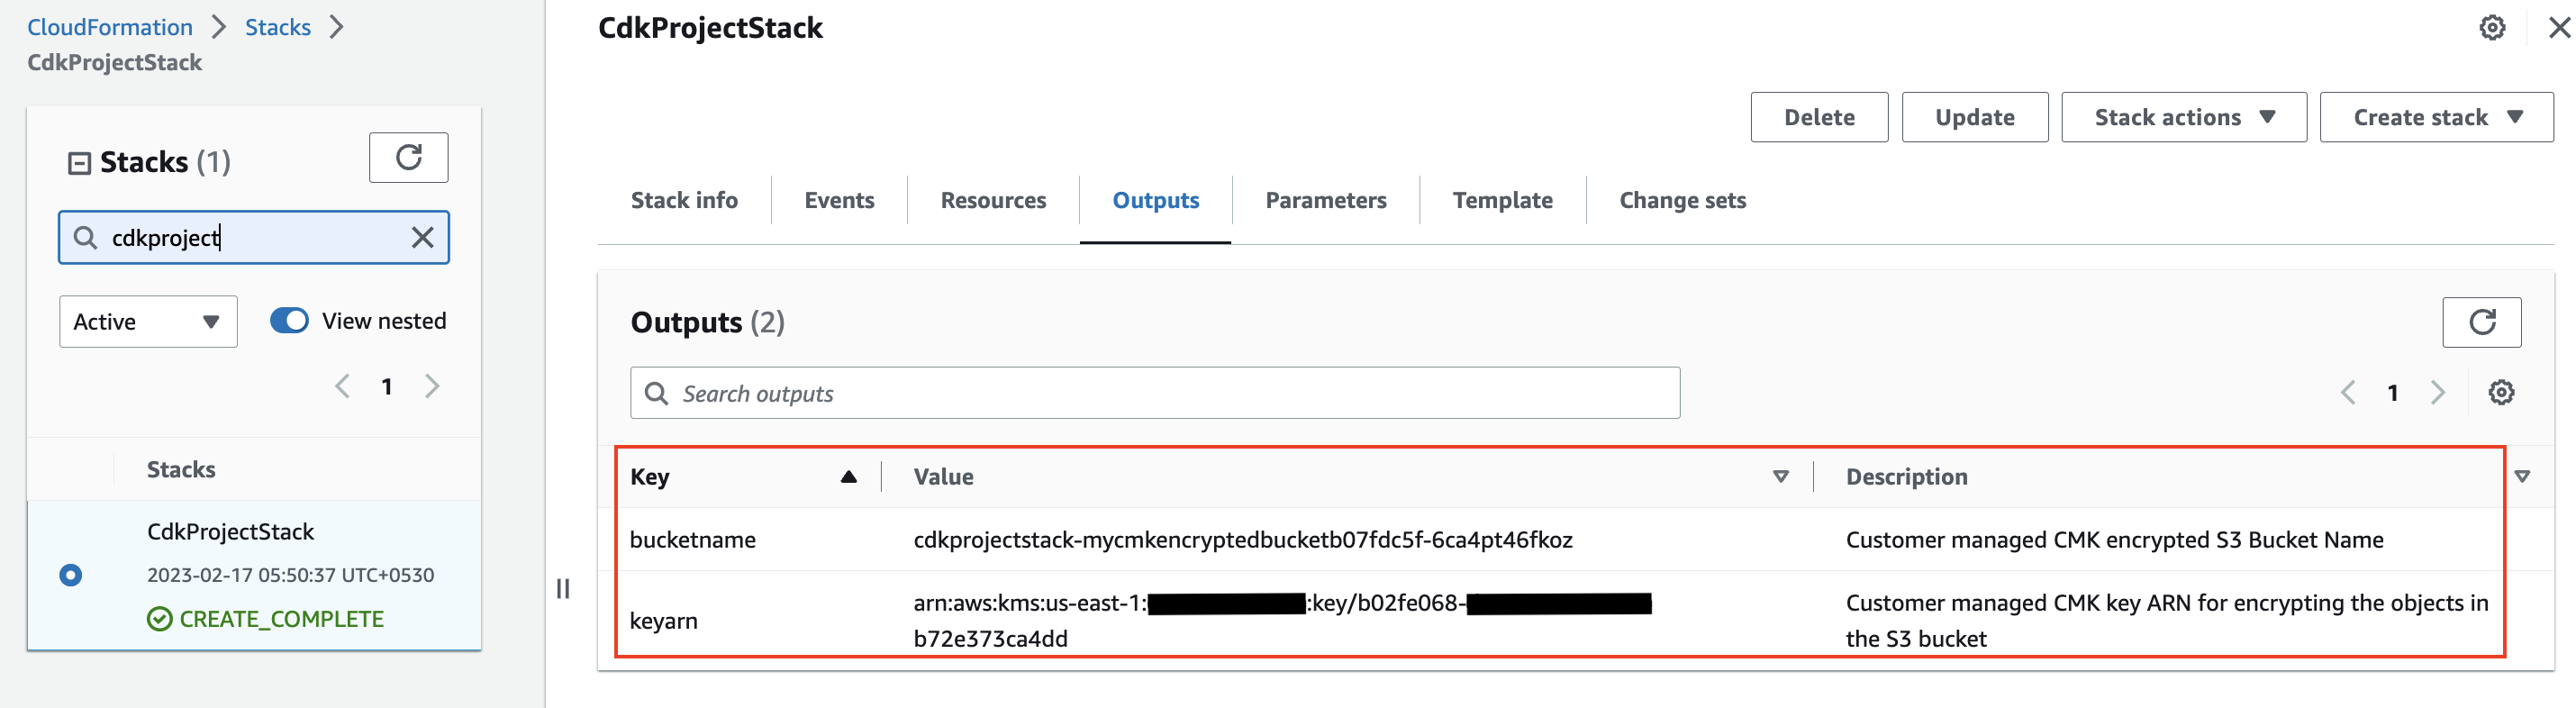 CloudFormation > Stacks >
CdkProjectStack
Stacks (1)
cdkproject
Active
View nested
1
Stacks
CdkProjectStack
2023-02-17 05:50:37 UTC+0530
CREATE_COMPLETE
CdkProjectStack
Delete
Update
Stack actions
Create stack
Stack info
Events
Resources
Outputs
Parameters
Template
Change sets
Outputs (2)
Search outputs
1
Key Value Description
bucketname cdkprojectstack-mycmkencryptedbucketb07fdc5f-6ca4pt46fkoz Customer managed CMK encrypted S3 Bucket Name
keyarn
arn:aws:kms:us-east-1: :key/b02fe068-
b72e373ca4dd
Customer managed CMK key ARN for encrypting the objects in
the S3 bucket